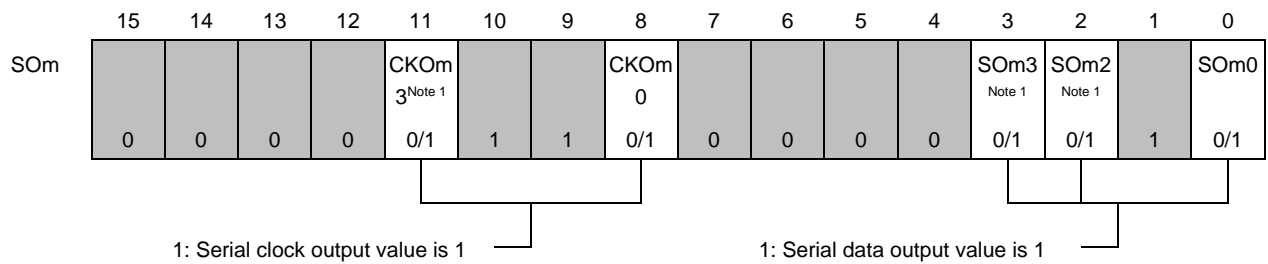 15 14 13 12 11 10 9 8 7 6 5 4 3 2 1 0
SOm CKOm CKOm SOm3 SOm2 SOm0
3Note 1 0 Note 1 Note 1
0 0 0 0 0/1 1 1 0/1 0 0 0 0 0/1 0/1 1 0/1
1: Serial clock output value is 1 1: Serial data output value is 1